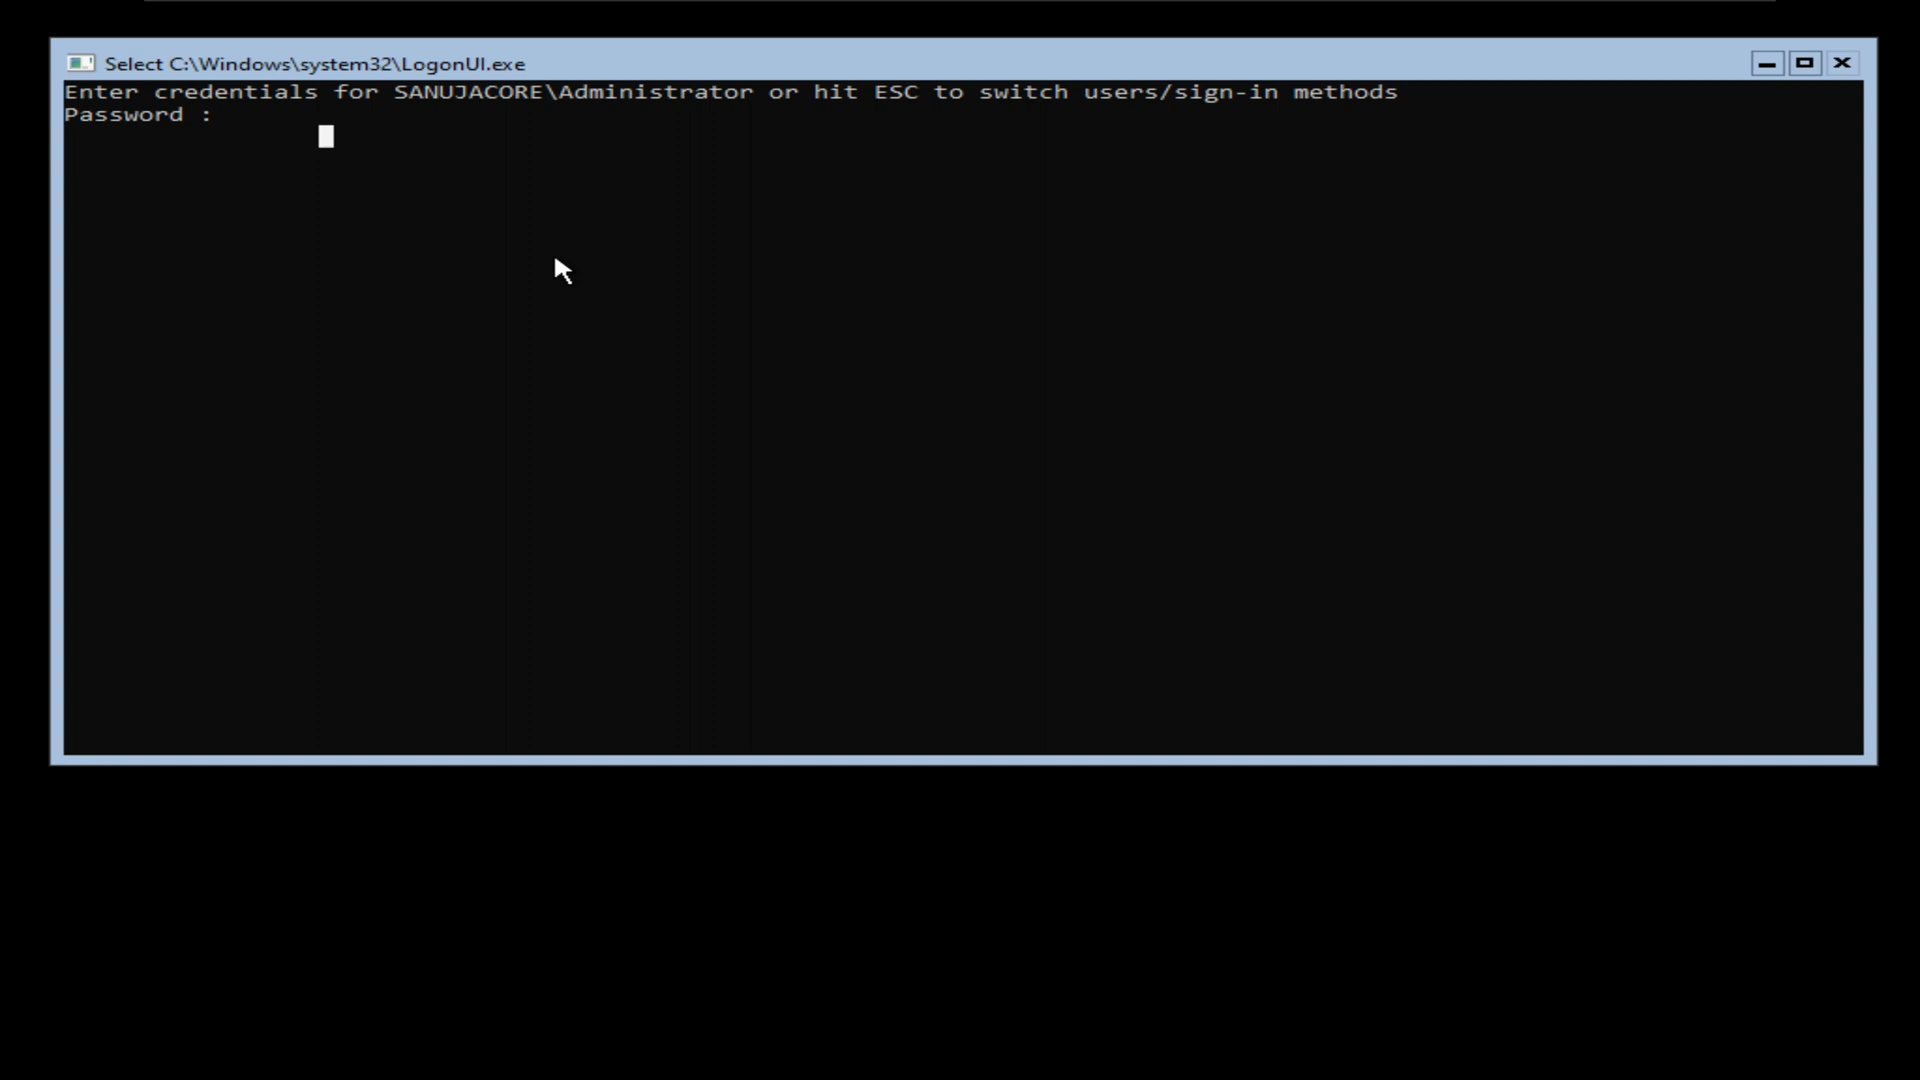 Select C:\Windows\system32\LogonUI.exe
Enter credentials for SANUJACORE\Administrator or hit ESC to switch users/sign-in methods
Password :